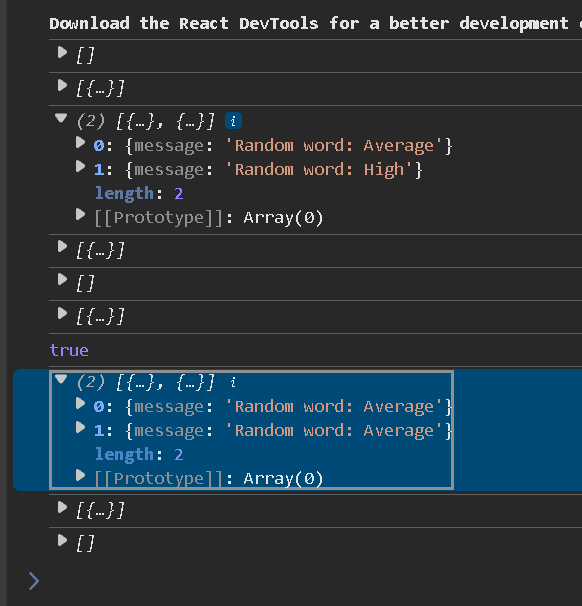 Download the React DevTools for a better development
[]
[{…}]
(2) [{…}, {…}] i
0: {message: 'Random word: Average'}
1: {message: 'Random word: High'}
length: 2
[[Prototype]]: Array(0)
[{…}]
[]
[{…}]
true
(2) [{…}, {…}] i
0: {message: 'Random word: Average'}
1: {message: 'Random word: Average'}
length: 2
[[Prototype]]: Array(0)
[{…}]
[]